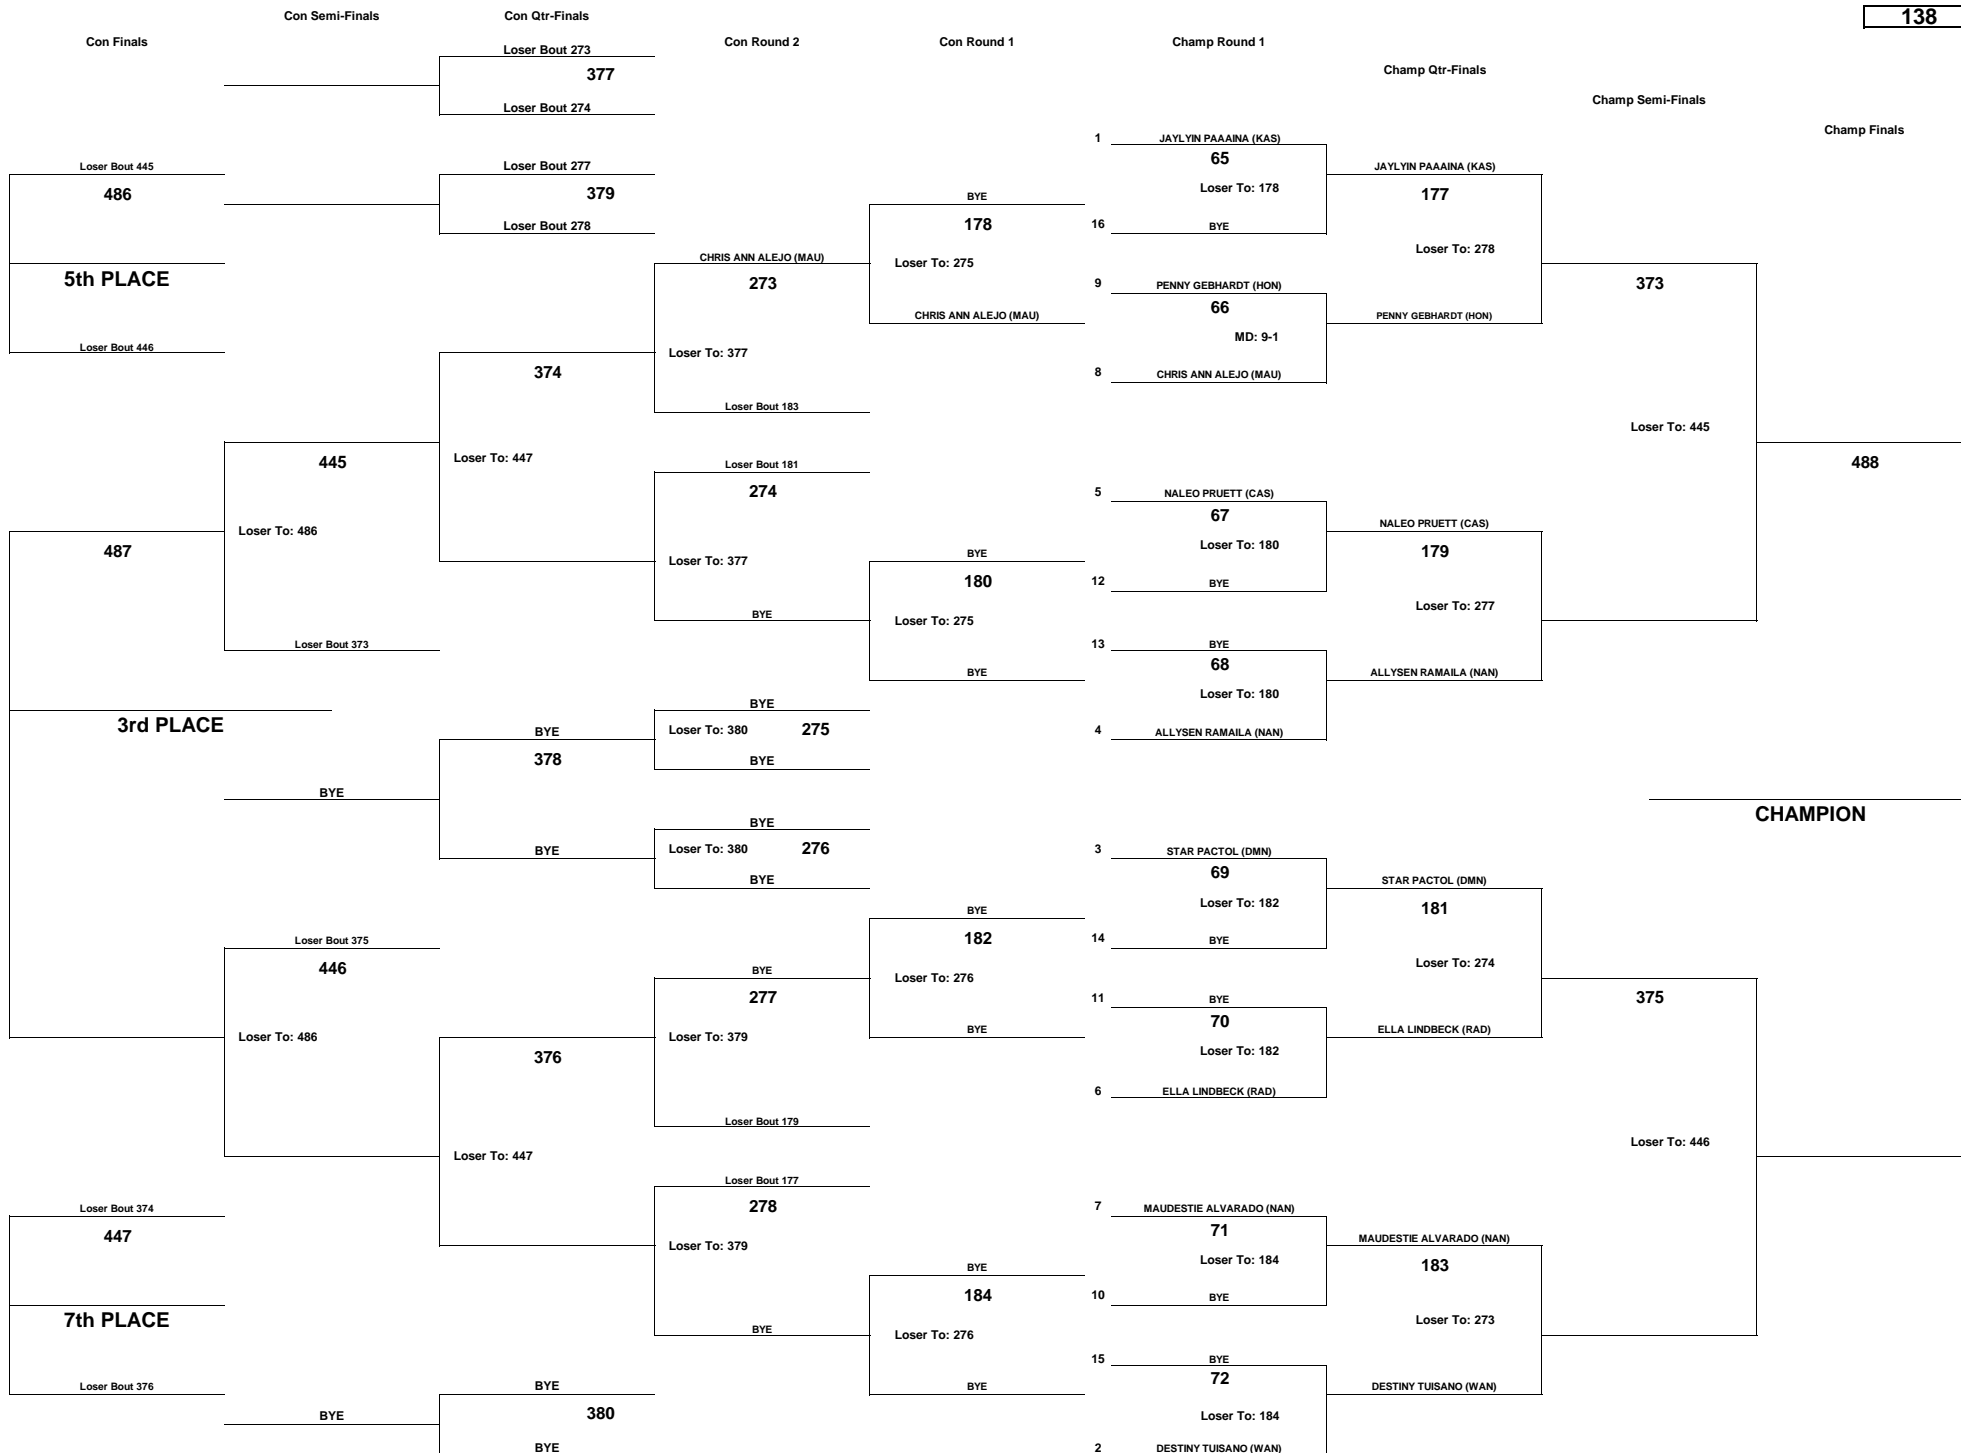 Con Semi-Finals
Con Qtr-Finals
138
Con Finals
Con Round 2
Con Round 1
Champ Round 1
Champ Qtr-Finals
Champ Semi-Finals
Champ Finals
Loser Bout 273
377
Loser Bout 274
Loser Bout 277
379
Loser Bout 278
Loser Bout 445
486
5th PLACE
Loser Bout 446
374
Loser To: 447
445
Loser To: 486
Loser Bout 373
487
3rd PLACE
CHRIS ANN ALEJO (MAU)
273
Loser To: 377
Loser Bout 183
Loser Bout 181
274
Loser To: 377
BYE
BYE
178
Loser To: 275
CHRIS ANN ALEJO (MAU)
BYE
180
Loser To: 275
BYE
1 JAYLYIN PAAAINA (KAS)
65
Loser To: 178
16 BYE
9 PENNY GEBHARDT (HON)
66
MD: 9-1
8 CHRIS ANN ALEJO (MAU)
5 NALEO PRUETT (CAS)
67
Loser To: 180
12 BYE
13 BYE
68
Loser To: 180
4 ALLYSEN RAMAILA (NAN)
JAYLYIN PAAAINA (KAS)
177
Loser To: 278
PENNY GEBHARDT (HON)
NALEO PRUETT (CAS)
179
Loser To: 277
ALLYSEN RAMAILA (NAN)
373
Loser To: 445
488
CHAMPION
BYE
378
BYE
BYE
BYE
Loser To: 380 275
BYE
BYE
Loser To: 380 276
BYE
Loser Bout 375
446
Loser To: 486
376
Loser To: 447
BYE
277
Loser To: 379
Loser Bout 179
Loser Bout 177
278
Loser To: 379
BYE
BYE
182
Loser To: 276
BYE
BYE
184
Loser To: 276
BYE
3 STAR PACTOL (DMN)
69
Loser To: 182
14 BYE
11 BYE
70
Loser To: 182
6 ELLA LINDBECK (RAD)
7 MAUDESTIE ALVARADO (NAN)
71
Loser To: 184
10 BYE
15 BYE
72
Loser To: 184
2 DESTINY TUISANO (WAN)
STAR PACTOL (DMN)
181
Loser To: 274
ELLA LINDBECK (RAD)
MAUDESTIE ALVARADO (NAN)
183
Loser To: 273
DESTINY TUISANO (WAN)
375
Loser To: 446
Loser Bout 374
447
7th PLACE
Loser Bout 376
BYE
BYE
380
BYE